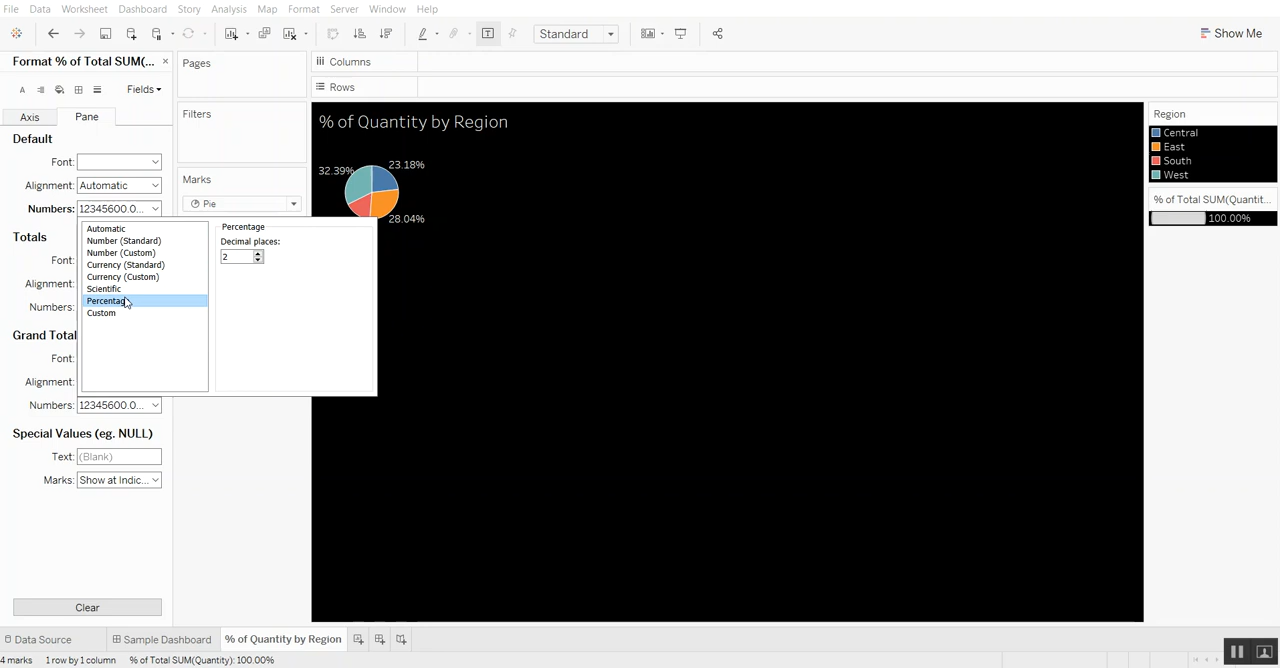 File Data Worksheet Dashboard Story Analysis Map Format Server Window Help
Standard
Show Me
Format % of Total SUM(...
Fields
Axis Pane
Default
Font:
Alignment: Automatic
Numbers: 12345600.0...
Automatic
Number (Standard)
Number (Custom)
Currency (Standard)
Currency (Custom)
Scientific
Percentag
Custom
Percentage
Decimal places:
2
Totals
Font:
Alignment:
Numbers:
Grand Total
Font:
Alignment:
Numbers: 12345600.0...
Special Values (eg. NULL)
Text: (Blank)
Marks: Show at Indic...
Clear
Pages
Filters
Marks
Pie
Columns
Rows
% of Quantity by Region
32.39%
23.18%
28.04%
Region
Central
East
South
West
% of Total SUM(Quantit...
100.00%
Data Source Sample Dashboard % of Quantity by Region
4 marks 1 row by 1 column % of Total SUM(Quantity): 100.00%